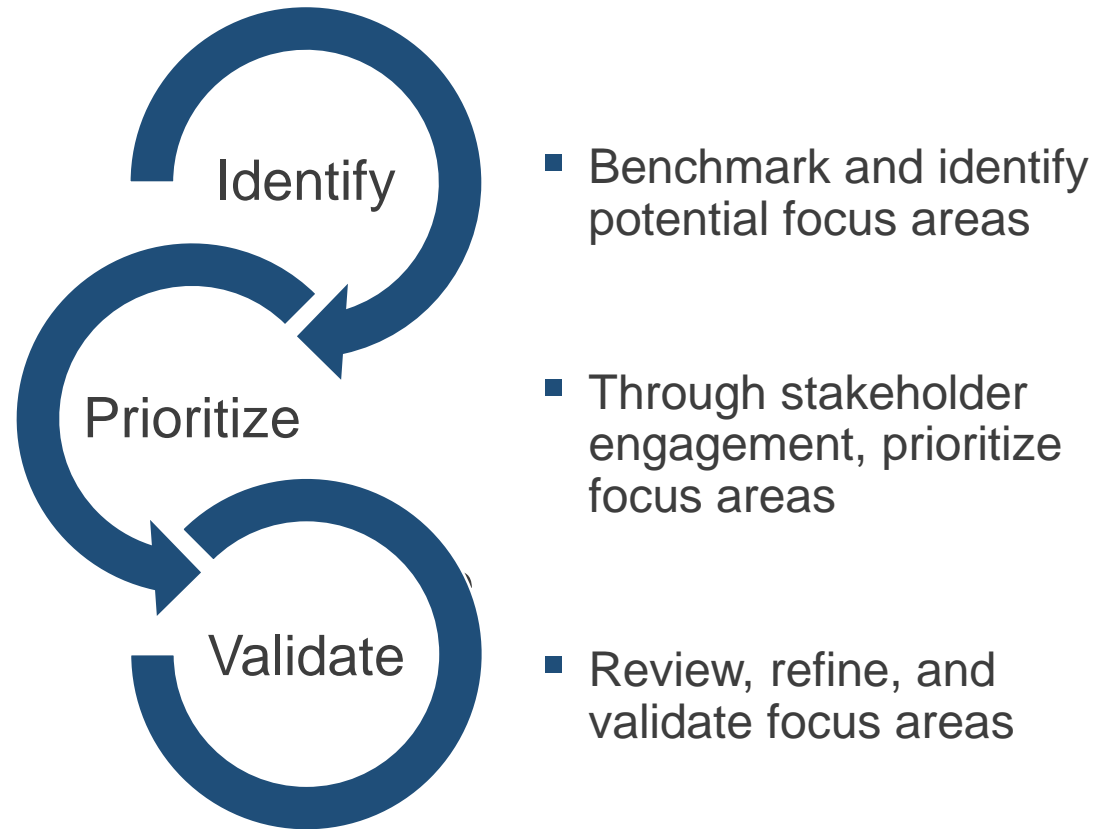 Identify
▪ Benchmark and identify
potential focus areas
Prioritize
▪ Through stakeholder
engagement, prioritize
focus areas
Validate
▪ Review, refine, and
validate focus areas